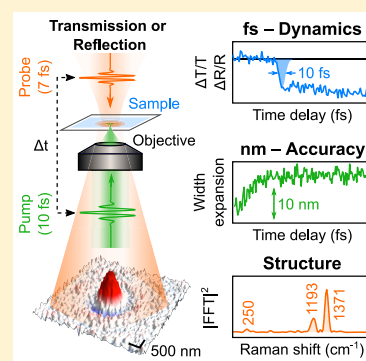 Transmission or
Reflection
Probe
(7 fs)
Sample
Δt
Objective
Pump
(10 fs)
500 nm
fs – Dynamics
ΔT/T
ΔR/R
10 fs
Time delay (fs)
nm – Accuracy
Width
expansion
10 nm
Time delay (fs)
Structure
|FFT|²
250
1193
1371
Raman shift (cm⁻¹)